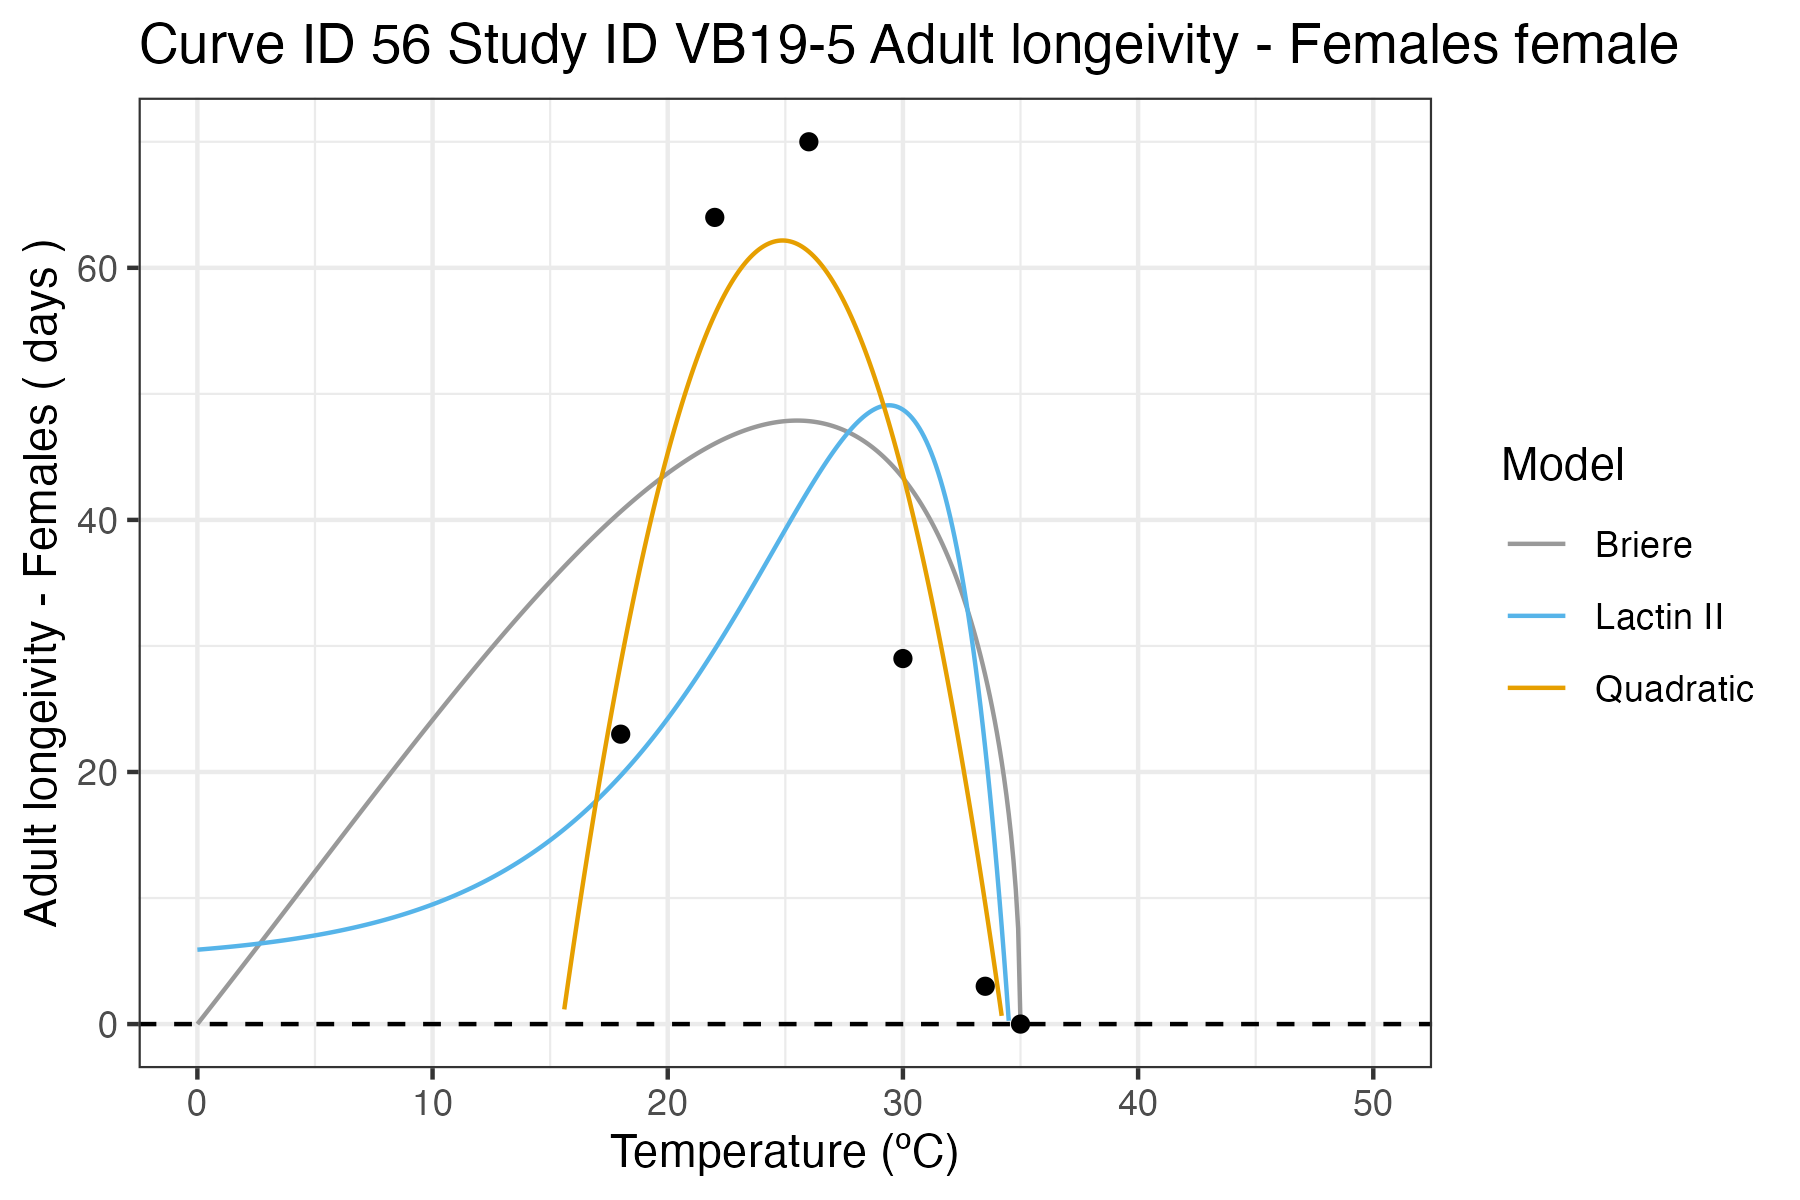 Curve ID 56 Study ID VB19-5 Adult longeivity - Females female
Adult longeivity - Females ( days )
60
40
20
0
0 10 20 30 40 50
Temperature (ºC)
Model
Briere
Lactin II
Quadratic